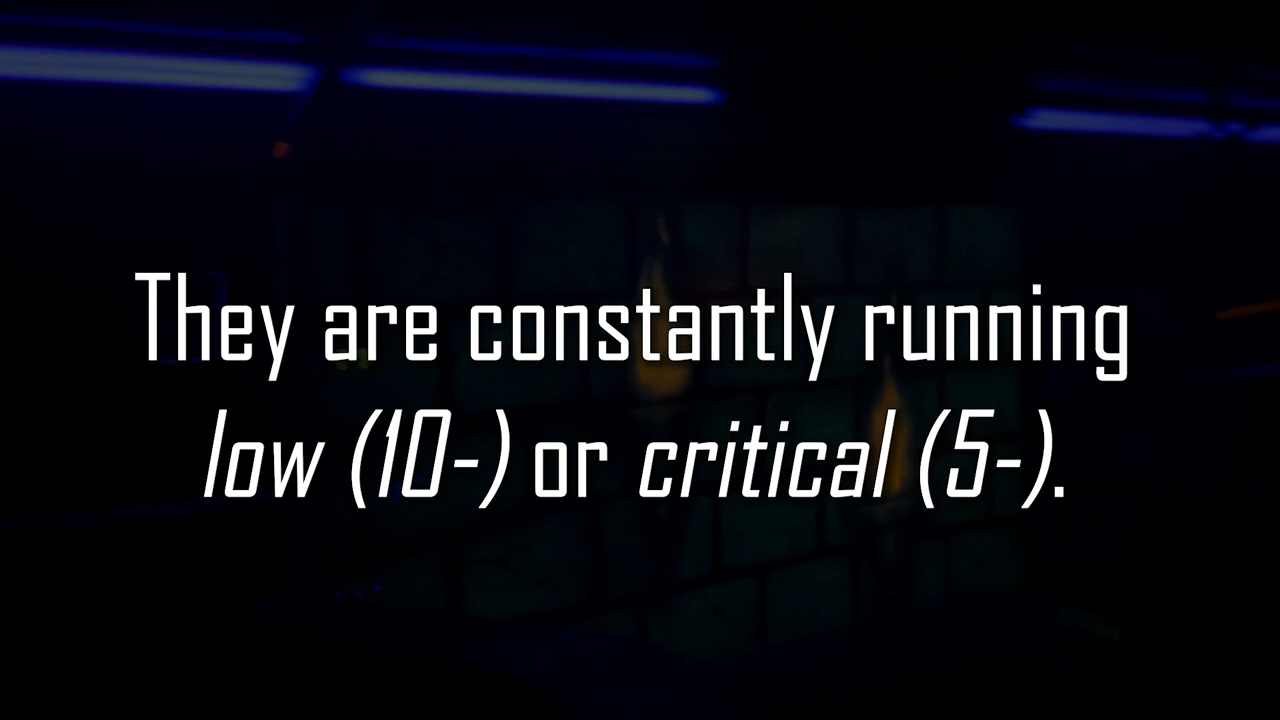 They are constantly running
low (10-) or critical (5-).